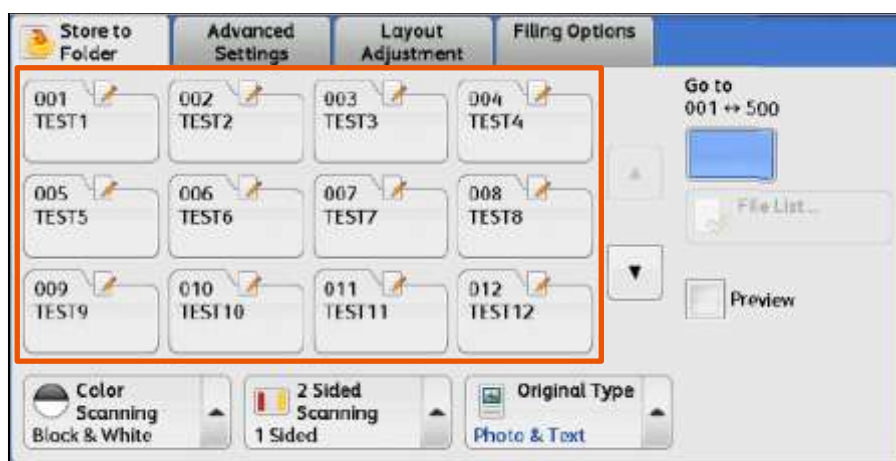 Store to
Folder
Advanced
Settings
Layout
Adjustment
Filing Options
001
TEST1
002
TEST2
003
TEST3
004
TEST4
Go to
001 ↔ 500
005
TEST5
006
TEST6
007
TEST7
008
TEST8
File List...
009
TEST9
010
TEST10
011
TEST11
012
TEST12
Preview
Color
Scanning
Black & White
2 Sided
Scanning
1 Sided
Original Type
Photo & Text